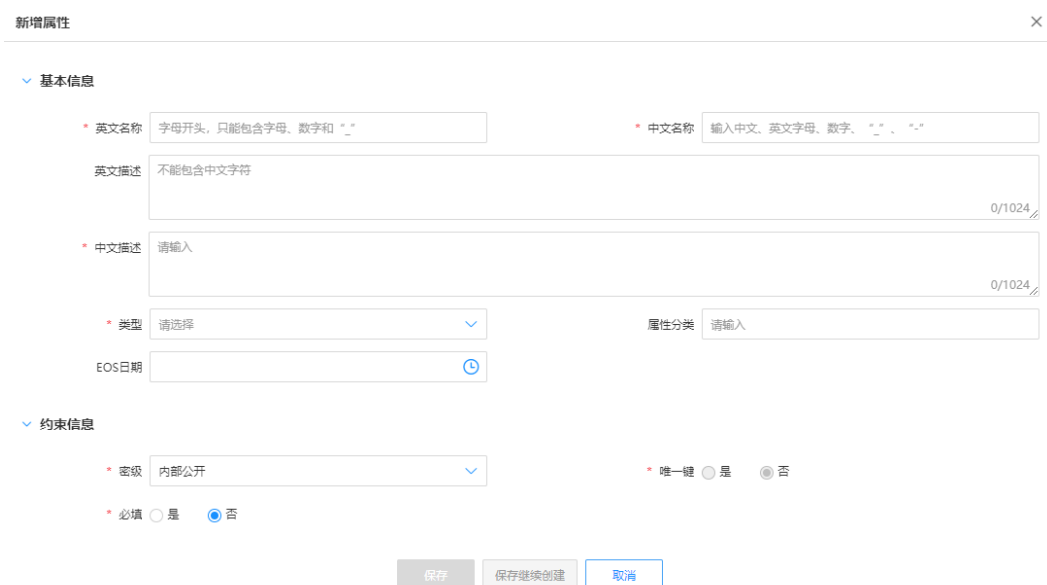 新增属性
基本信息
* 英文名称 字母开头，只能包含字母、数字和“_” * 中文名称 输入中文、英文字母、数字、“_”、“-”
英文描述 不能包含中文字符
0/1024
* 中文描述 请输入
0/1024
* 类型 请选择 属性分类 请输入
EOS日期
约束信息
* 密级 内部公开 * 唯一键 是 否
* 必填 是 否
保存 保存继续创建 取消